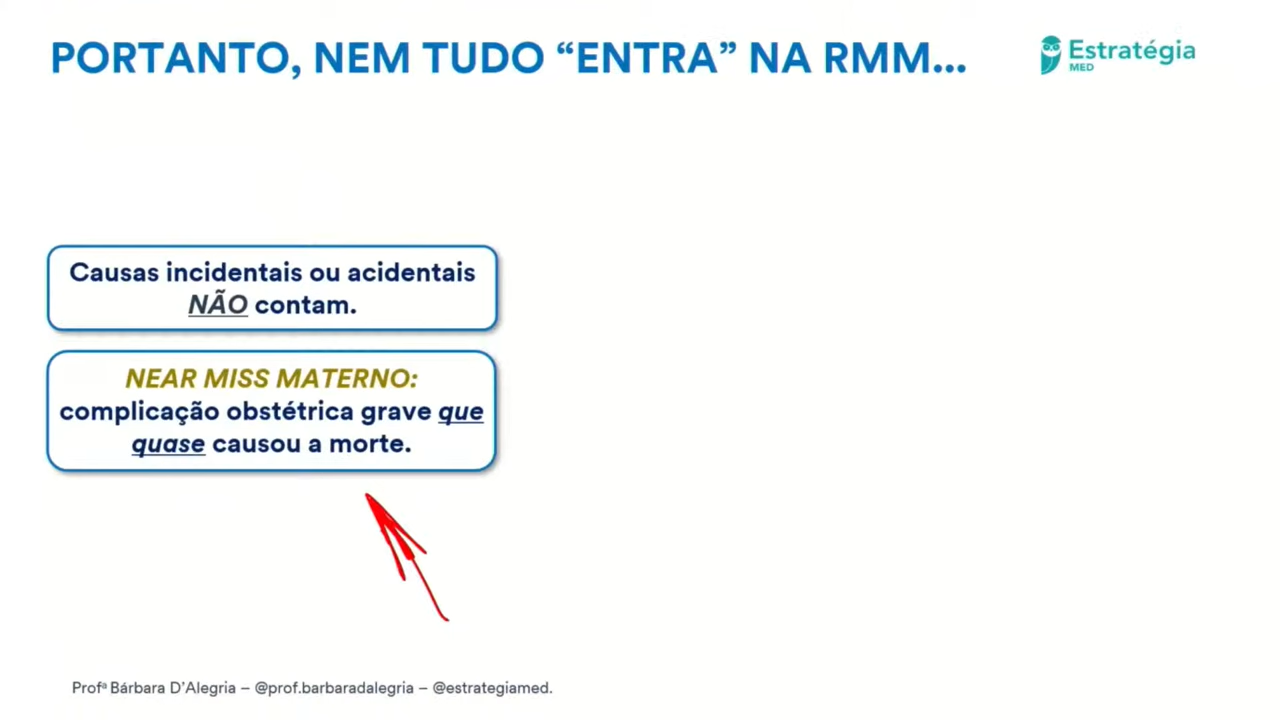 PORTANTO, NEM TUDO “ENTRA” NA RMM...
Estratégia
MED
Causas incidentais ou acidentais
NÃO contam.
NEAR MISS MATERNO:
complicação obstétrica grave que
quase causou a morte.
Profª Bárbara D’Alegria – @prof.barbaradalegria – @estrategiamed.